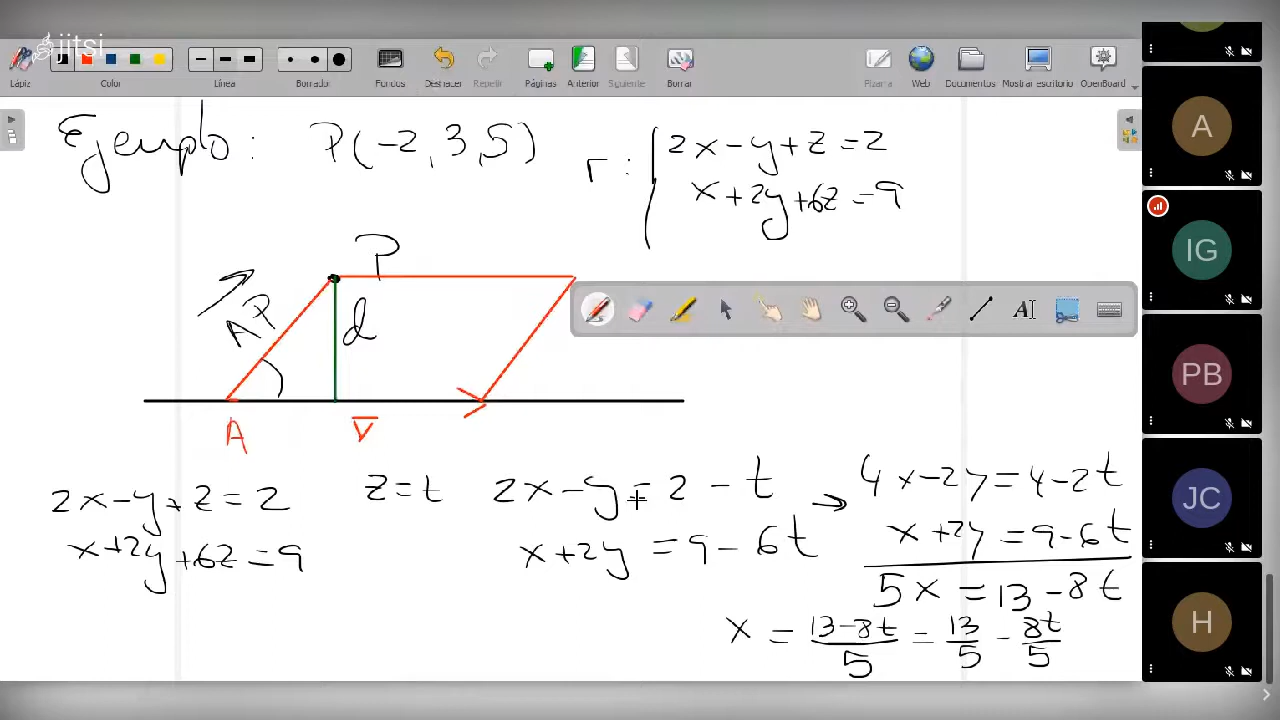 jitsi
Lápiz Color Línea Borrador Fondos Deshacer Repetir Páginas Anterior Siguiente Borrar Pizarra Web Documentos Mostrar escritorio OpenBoard
Ejemplo: P(-2,3,5)
r: { 2x-y+z=2
x+2y+6z=9
P
AP
d
A
V
2x-y+z=2
x+2y+6z=9
z=t
2x-y=2-t
x+2y=9-6t
→ 4x-2y=4-2t
x+2y=9-6t
5x=13-8t
x = (13-8t)/5 = 13/5 - 8t/5
A
IG
PB
JC
H